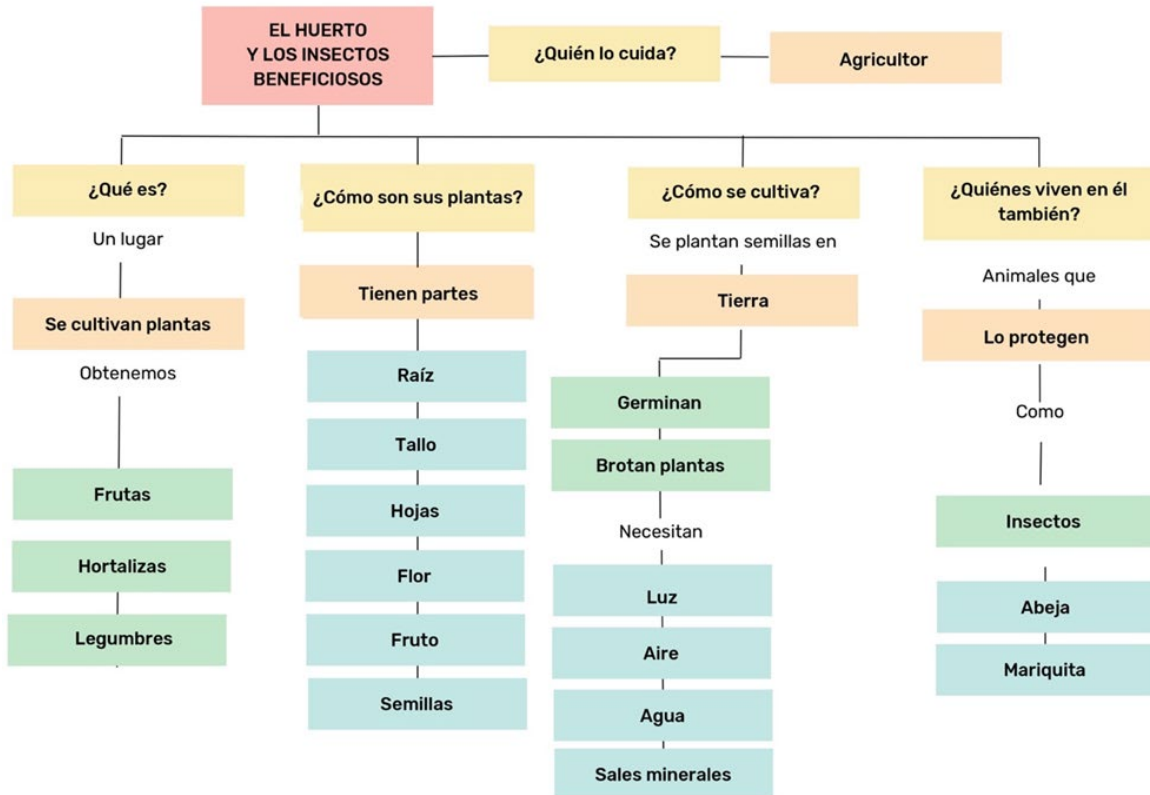 EL HUERTO
Y LOS INSECTOS
BENEFICIOSOS
¿Quién lo cuida?
Agricultor
¿Qué es?
Un lugar
Se cultivan plantas
Obtenemos
Frutas
Hortalizas
Legumbres
¿Cómo son sus plantas?
Tienen partes
Raíz
Tallo
Hojas
Flor
Fruto
Semillas
¿Cómo se cultiva?
Se plantan semillas en
Tierra
Germinan
Brotan plantas
Necesitan
Luz
Aire
Agua
Sales minerales
¿Quiénes viven en él
también?
Animales que
Lo protegen
Como
Insectos
Abeja
Mariquita